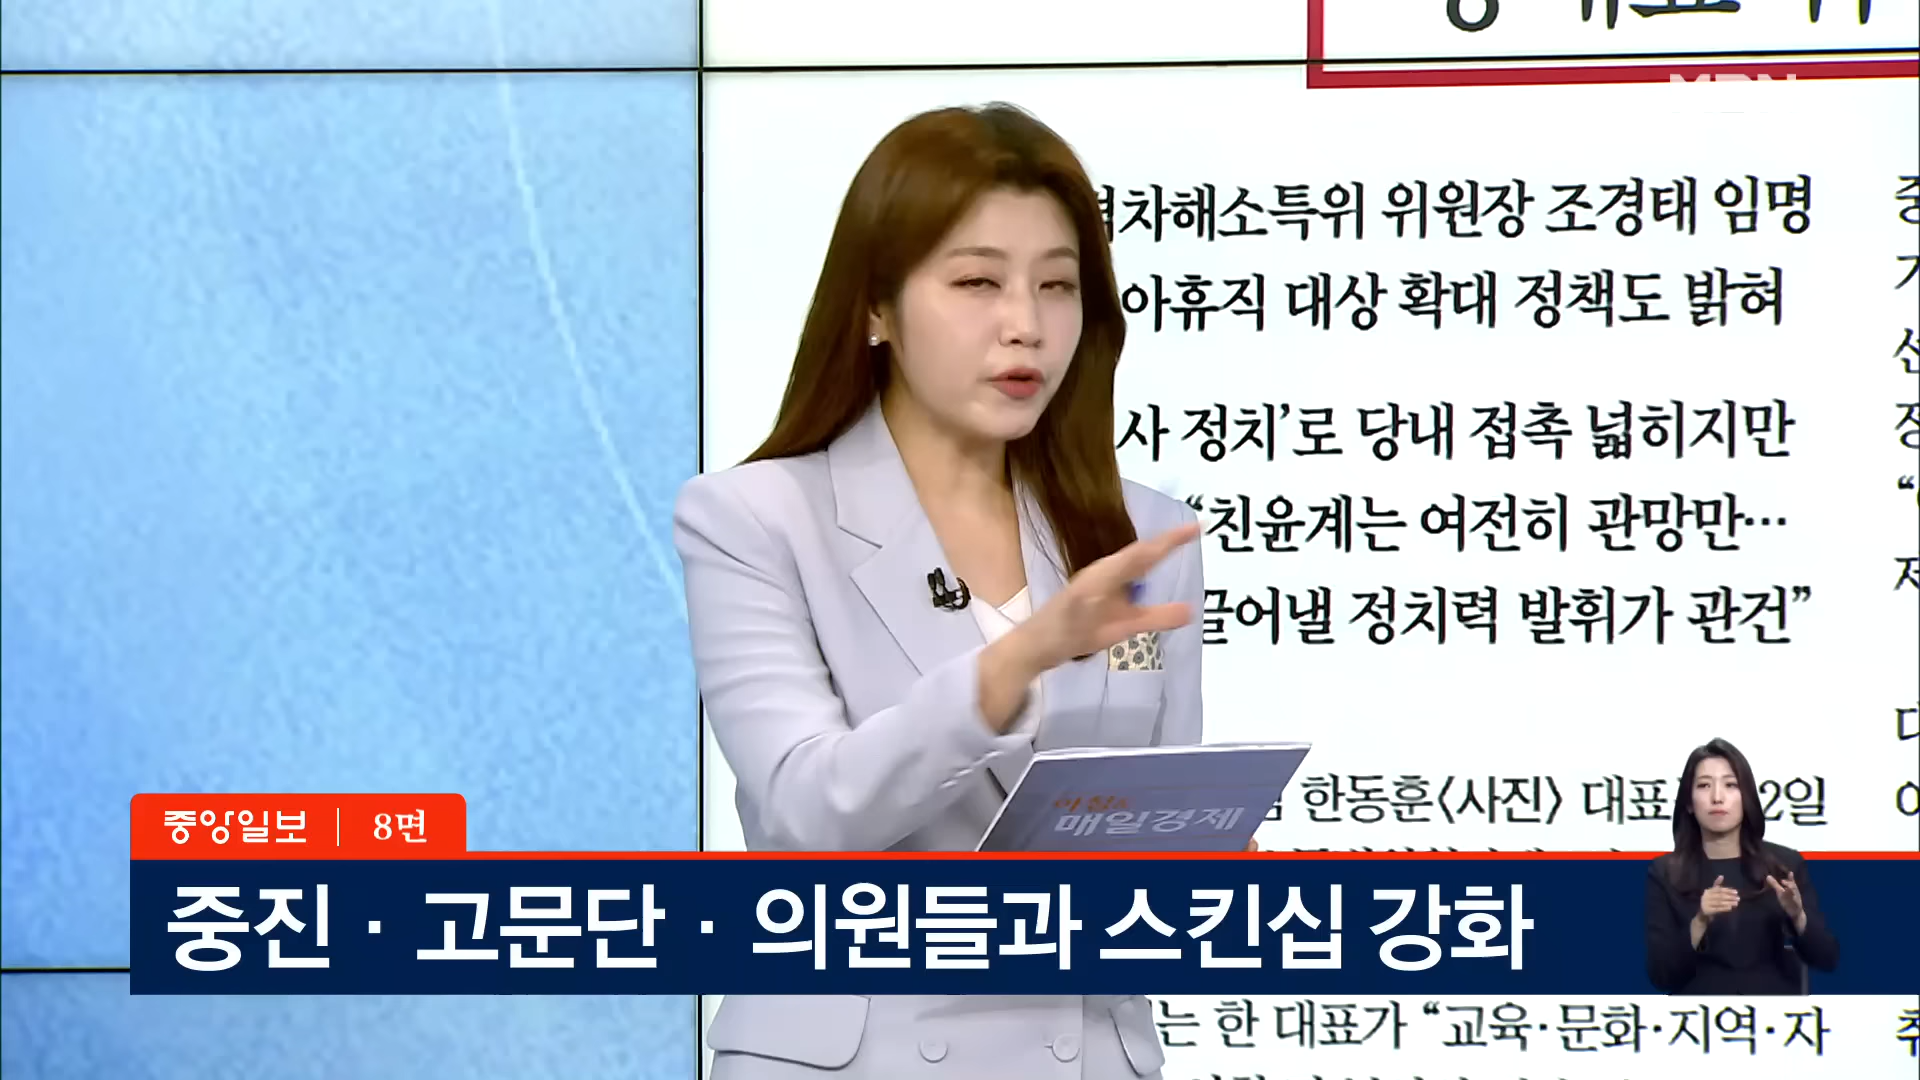 MBN
차해소특위 위원장 조경태 임명
아휴직 대상 확대 정책도 밝혀
사 정치’로 당내 접촉 넓히지만
“친윤계는 여전히 관망만…
끌어낼 정치력 발휘가 관건”
한동훈〈사진〉 대표 2일
매일경제
중앙일보 8면
중진 · 고문단 · 의원들과 스킨십 강화
는 한 대표가 “교육·문화·지역·자